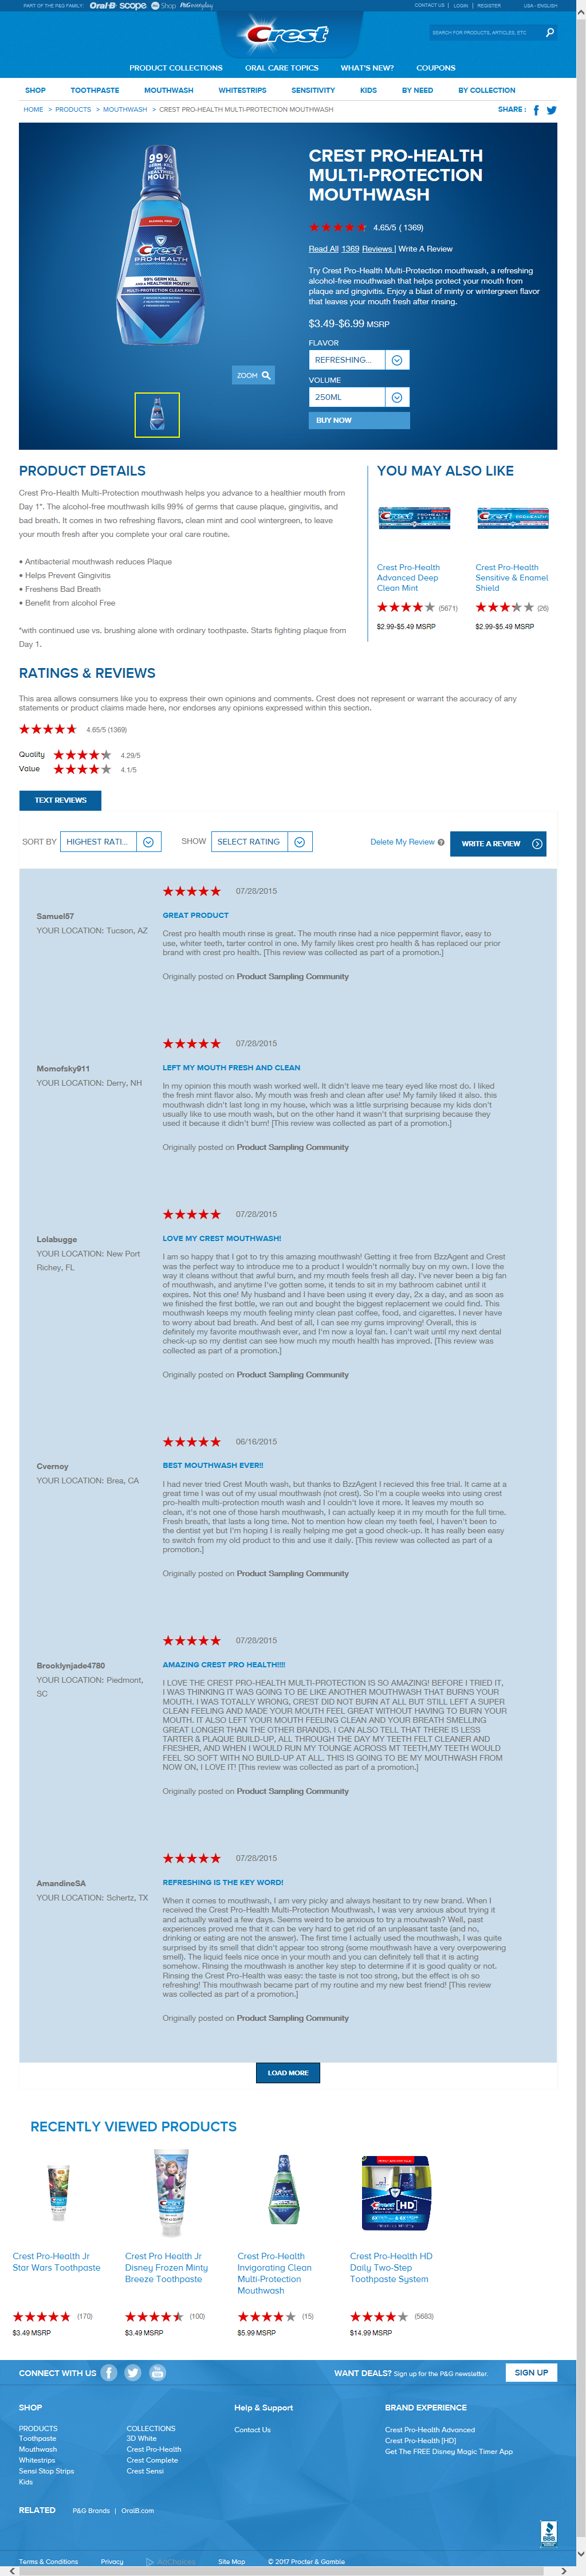 PART OF THE P&G FAMILY: Oral-B scope Shop P&G everyday
CONTACT US | LOGIN | REGISTER USA - ENGLISH
Crest
SEARCH FOR PRODUCTS, ARTICLES, ETC
PRODUCT COLLECTIONS ORAL CARE TOPICS WHAT'S NEW? COUPONS
SHOP TOOTHPASTE MOUTHWASH WHITESTRIPS SENSITIVITY KIDS BY NEED BY COLLECTION
HOME > PRODUCTS > MOUTHWASH > CREST PRO-HEALTH MULTI-PROTECTION MOUTHWASH
SHARE :
99%
GERM-KILL
AND A
HEALTHIER
MOUTH
ALCOHOL FREE
Crest
PRO-HEALTH
99% GERM KILL
AND A HEALTHIER MOUTH*
MULTI-PROTECTION CLEAN MINT
ZOOM
CREST PRO-HEALTH
MULTI-PROTECTION
MOUTHWASH
4.65/5 ( 1369)
Read All 1369 Reviews | Write A Review
Try Crest Pro-Health Multi-Protection mouthwash, a refreshing
alcohol-free mouthwash that helps protect your mouth from
plaque and gingivitis. Enjoy a blast of minty or wintergreen flavor
that leaves your mouth fresh after rinsing.
$3.49-$6.99 MSRP
FLAVOR
REFRESHING...
VOLUME
250ML
BUY NOW
PRODUCT DETAILS
Crest Pro-Health Multi-Protection mouthwash helps you advance to a healthier mouth from
Day 1*. The alcohol-free mouthwash kills 99% of germs that cause plaque, gingivitis, and
bad breath. It comes in two refreshing flavors, clean mint and cool wintergreen, to leave
your mouth fresh after you complete your oral care routine.
• Antibacterial mouthwash reduces Plaque
• Helps Prevent Gingivitis
• Freshens Bad Breath
• Benefit from alcohol Free
*with continued use vs. brushing alone with ordinary toothpaste. Starts fighting plaque from
Day 1.
YOU MAY ALSO LIKE
Crest Pro-Health
Advanced Deep
Clean Mint
(5671)
$2.99-$5.49 MSRP
Crest Pro-Health
Sensitive & Enamel
Shield
(26)
$2.99-$5.49 MSRP
RATINGS & REVIEWS
This area allows consumers like you to express their own opinions and comments. Crest does not represent or warrant the accuracy of any
statements or product claims made here, nor endorses any opinions expressed within this section.
4.65/5 (1369)
Quality 4.29/5
Value 4.1/5
TEXT REVIEWS
SORT BY HIGHEST RATI... SHOW SELECT RATING Delete My Review ? WRITE A REVIEW
07/28/2015
Samuel57
YOUR LOCATION: Tucson, AZ
GREAT PRODUCT
Crest pro health mouth rinse is great. The mouth rinse had a nice peppermint flavor, easy to
use, whiter teeth, tarter control in one. My family likes crest pro health & has replaced our prior
brand with crest pro health. [This review was collected as part of a promotion.]
Originally posted on Product Sampling Community
07/28/2015
Momofsky911
YOUR LOCATION: Derry, NH
LEFT MY MOUTH FRESH AND CLEAN
In my opinion this mouth wash worked well. It didn't leave me teary eyed like most do. I liked
the fresh mint flavor also. My mouth was fresh and clean after use! My family liked it also. this
mouthwash didn't last long in my house, which was a little surprising because my kids don't
usually like to use mouth wash, but on the other hand it wasn't that surprising because they
used it because it didn't burn! [This review was collected as part of a promotion.]
Originally posted on Product Sampling Community
07/28/2015
Lolabugge
YOUR LOCATION: New Port
Richey, FL
LOVE MY CREST MOUTHWASH!
I am so happy that I got to try this amazing mouthwash! Getting it free from BzzAgent and Crest
was the perfect way to introduce me to a product I wouldn't normally buy on my own. I love the
way it cleans without that awful burn, and my mouth feels fresh all day. I've never been a big fan
of mouthwash, and anytime I've gotten some, it tends to sit in my bathroom cabinet until it
expires. Not this one! My husband and I have been using it every day, 2x a day, and as soon as
we finished the first bottle, we ran out and bought the biggest replacement we could find. This
mouthwash keeps my mouth feeling minty clean past coffee, food, and cigarettes. I never have
to worry about bad breath. And best of all, I can see my gums improving! Overall, this is
definitely my favorite mouthwash ever, and I'm now a loyal fan. I can't wait until my next dental
check-up so my dentist can see how much my mouth health has improved. [This review was
collected as part of a promotion.]
Originally posted on Product Sampling Community
06/16/2015
Cvernoy
YOUR LOCATION: Brea, CA
BEST MOUTHWASH EVER!!
I had never tried Crest Mouth wash, but thanks to BzzAgent I recieved this free trial. It came at a
great time I was out of my usual mouthwash (not crest). So I'm a couple weeks into using crest
pro-health multi-protection mouth wash and I couldn't love it more. It leaves my mouth so
clean, it's not one of those harsh mouthwash, I can actually keep it in my mouth for the full time.
Fresh breath, that lasts a long time. Not to mention how clean my teeth feel, I haven't been to
the dentist yet but I'm hoping I is really helping me get a good check-up. It has really been easy
to switch from my old product to this and use it daily. [This review was collected as part of a
promotion.]
Originally posted on Product Sampling Community
07/28/2015
Brooklynjade4780
YOUR LOCATION: Piedmont,
SC
AMAZING CREST PRO HEALTH!!!!
I LOVE THE CREST PRO-HEALTH MULTI-PROTECTION IS SO AMAZING! BEFORE I TRIED IT,
I WAS THINKING IT WAS GOING TO BE LIKE ANOTHER MOUTHWASH THAT BURNS YOUR
MOUTH. I WAS TOTALLY WRONG, CREST DID NOT BURN AT ALL BUT STILL LEFT A SUPER
CLEAN FEELING AND MADE YOUR MOUTH FEEL GREAT WITHOUT HAVING TO BURN YOUR
MOUTH. IT ALSO LEFT YOUR MOUTH FEELING CLEAN AND YOUR BREATH SMELLING
GREAT LONGER THAN THE OTHER BRANDS. I CAN ALSO TELL THAT THERE IS LESS
TARTER & PLAQUE BUILD-UP, ALL THROUGH THE DAY MY TEETH FELT CLEANER AND
FRESHER, AND WHEN I WOULD RUN MY TOUNGE ACROSS MT TEETH,MY TEETH WOULD
FEEL SO SOFT WITH NO BUILD-UP AT ALL. THIS IS GOING TO BE MY MOUTHWASH FROM
NOW ON, I LOVE IT! [This review was collected as part of a promotion.]
Originally posted on Product Sampling Community
07/28/2015
AmandineSA
YOUR LOCATION: Schertz, TX
REFRESHING IS THE KEY WORD!
When it comes to mouthwash, I am very picky and always hesitant to try new brand. When I
received the Crest Pro-Health Multi-Protection Mouthwash, I was very anxious about trying it
and actually waited a few days. Seems weird to be anxious to try a moutwash? Well, past
experiences proved me that it can be very hard to get rid of an unpleasant taste (and no,
drinking or eating are not the answer). The first time I actually used the mouthwash, I was quite
surprised by its smell that didn't appear too strong (some mouthwash have a very overpowering
smell). The liquid feels nice once in your mouth and you can definitely tell that it is acting
somehow. Rinsing the mouthwash is another key step to determine if it is good quality or not.
Rinsing the Crest Pro-Health was easy: the taste is not too strong, but the effect is oh so
refreshing! This mouthwash became part of my routine and my new best friend! [This review
was collected as part of a promotion.]
Originally posted on Product Sampling Community
LOAD MORE
RECENTLY VIEWED PRODUCTS
Crest Pro-Health Jr
Star Wars Toothpaste
(170)
$3.49 MSRP
Crest Pro Health Jr
Disney Frozen Minty
Breeze Toothpaste
(100)
$3.49 MSRP
Crest Pro-Health
Invigorating Clean
Multi-Protection
Mouthwash
(15)
$5.99 MSRP
Crest Pro-Health HD
Daily Two-Step
Toothpaste System
(5683)
$14.99 MSRP
CONNECT WITH US
WANT DEALS? Sign up for the P&G newsletter. SIGN UP
SHOP
PRODUCTS
Toothpaste
Mouthwash
Whitestrips
Sensi Stop Strips
Kids
COLLECTIONS
3D White
Crest Pro-Health
Crest Complete
Crest Sensi
Help & Support
Contact Us
BRAND EXPERIENCE
Crest Pro-Health Advanced
Crest Pro-Health [HD]
Get The FREE Disney Magic Timer App
RELATED P&G Brands | OralB.com
BBB
Terms & Conditions Privacy AdChoices Site Map © 2017 Procter & Gamble